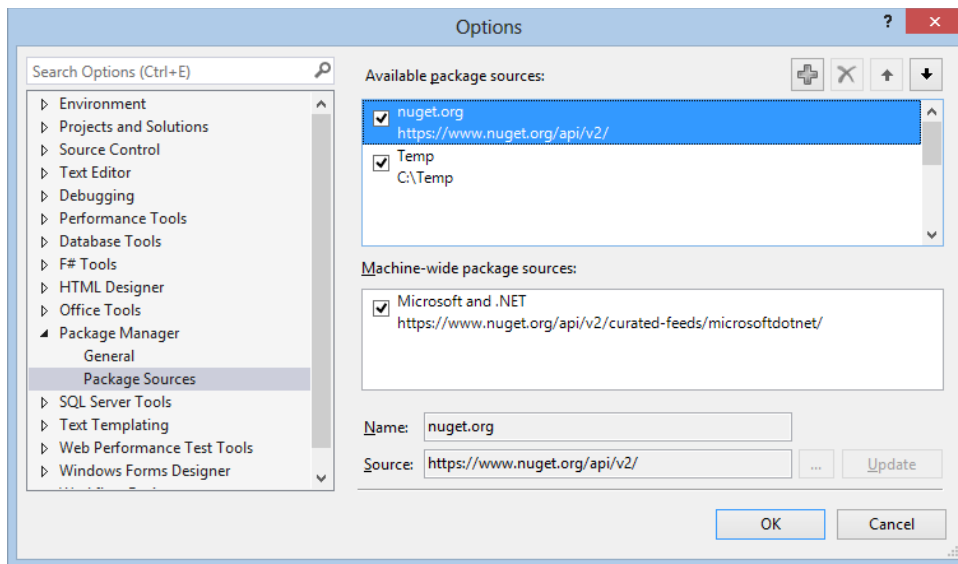 Options
?
Search Options (Ctrl+E)
Environment
Projects and Solutions
Source Control
Text Editor
Debugging
Performance Tools
Database Tools
F# Tools
HTML Designer
Office Tools
Package Manager
General
Package Sources
SQL Server Tools
Text Templating
Web Performance Test Tools
Windows Forms Designer
Available package sources:
nuget.org
https://www.nuget.org/api/v2/
Temp
C:\Temp
Machine-wide package sources:
Microsoft and .NET
https://www.nuget.org/api/v2/curated-feeds/microsoftdotnet/
Name: nuget.org
Source: https://www.nuget.org/api/v2/ ... Update
OK Cancel